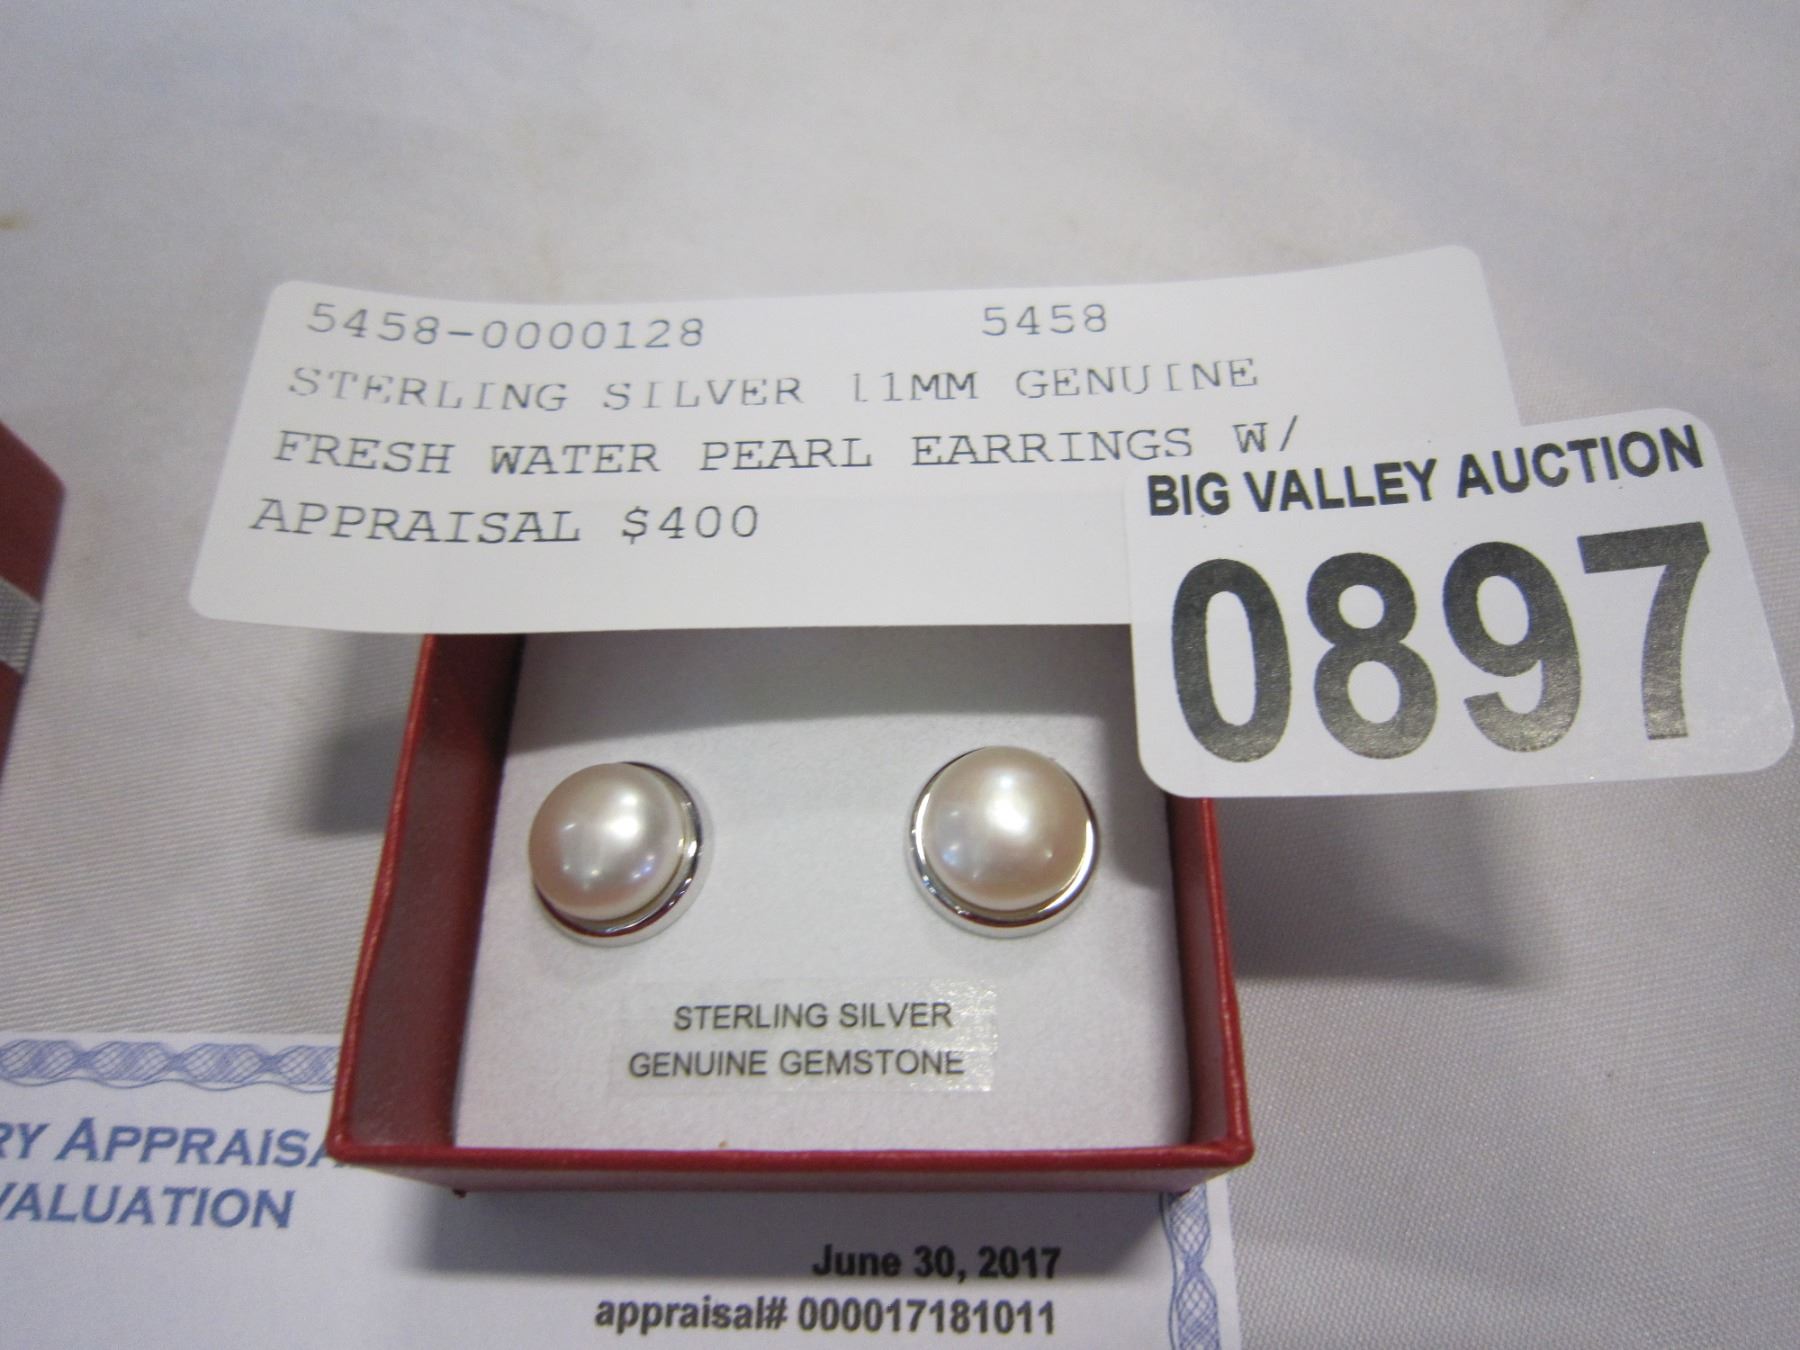 5458-0000128 5458
STERLING SILVER 11MM GENUINE
FRESH WATER PEARL EARRINGS W/
APPRAISAL $400
BIG VALLEY AUCTION
0897
STERLING SILVER
GENUINE GEMSTONE
RY APPRAISA
VALUATION
June 30, 2017
appraisal# 000017181011